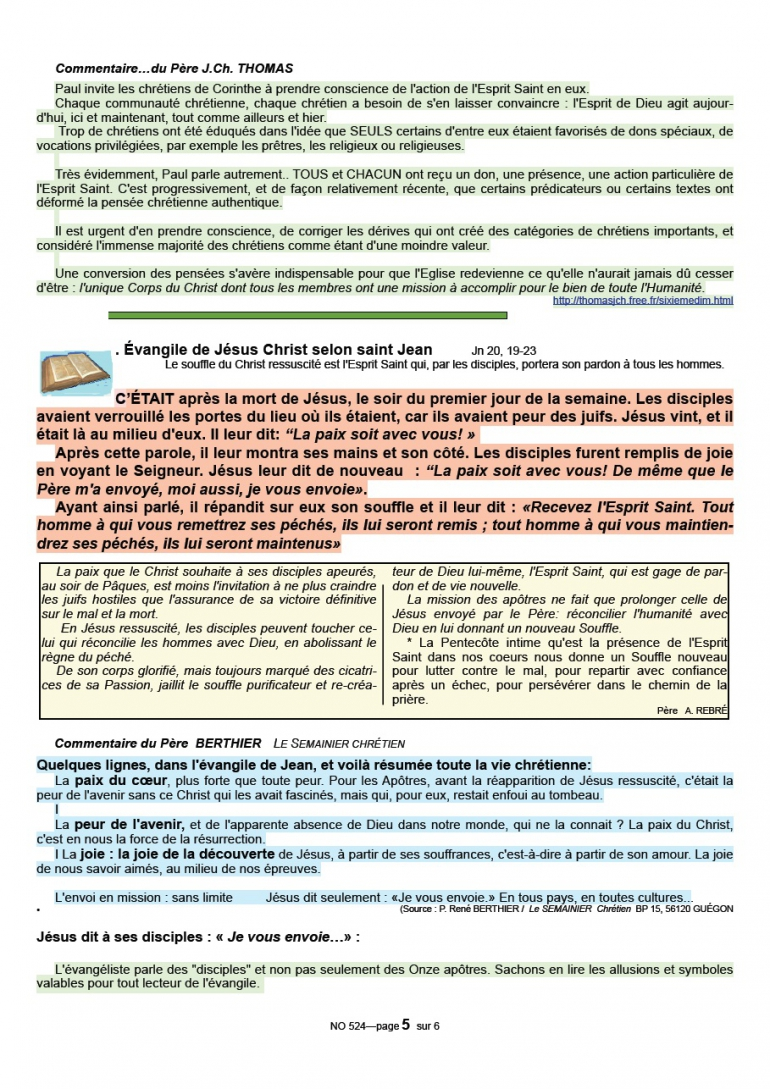 Commentaire…du Père J.Ch. THOMAS
Paul invite les chrétiens de Corinthe à prendre conscience de l'action de l'Esprit Saint en eux.
Chaque communauté chrétienne, chaque chrétien a besoin de s'en laisser convaincre : l'Esprit de Dieu agit aujour-
d'hui, ici et maintenant, tout comme ailleurs et hier.
Trop de chrétiens ont été éduqués dans l'idée que SEULS certains d'entre eux étaient favorisés de dons spéciaux, de
vocations privilégiées, par exemple les prêtres, les religieux ou religieuses.
Très évidemment, Paul parle autrement.. TOUS et CHACUN ont reçu un don, une présence, une action particulière de
l'Esprit Saint. C'est progressivement, et de façon relativement récente, que certains prédicateurs ou certains textes ont
déformé la pensée chrétienne authentique.
Il est urgent d'en prendre conscience, de corriger les dérives qui ont créé des catégories de chrétiens importants, et
considéré l'immense majorité des chrétiens comme étant d'une moindre valeur.
Une conversion des pensées s'avère indispensable pour que l'Eglise redevienne ce qu'elle n'aurait jamais dû cesser
d'être : l'unique Corps du Christ dont tous les membres ont une mission à accomplir pour le bien de toute l'Humanité.
http://thomasjch.free.fr/sixiemedim.html
. Évangile de Jésus Christ selon saint Jean Jn 20, 19-23
Le souffle du Christ ressuscité est l'Esprit Saint qui, par les disciples, portera son pardon à tous les hommes.
C'ÉTAIT après la mort de Jésus, le soir du premier jour de la semaine. Les disciples
avaient verrouillé les portes du lieu où ils étaient, car ils avaient peur des juifs. Jésus vint, et il
était là au milieu d'eux. Il leur dit: “La paix soit avec vous! »
Après cette parole, il leur montra ses mains et son côté. Les disciples furent remplis de joie
en voyant le Seigneur. Jésus leur dit de nouveau : “La paix soit avec vous! De même que le
Père m'a envoyé, moi aussi, je vous envoie».
Ayant ainsi parlé, il répandit sur eux son souffle et il leur dit : «Recevez l'Esprit Saint. Tout
homme à qui vous remettrez ses péchés, ils lui seront remis ; tout homme à qui vous maintien-
drez ses péchés, ils lui seront maintenus»
La paix que le Christ souhaite à ses disciples apeurés,
au soir de Pâques, est moins l'invitation à ne plus craindre
les juifs hostiles que l'assurance de sa victoire définitive
sur le mal et la mort.
En Jésus ressuscité, les disciples peuvent toucher ce-
lui qui réconcilie les hommes avec Dieu, en abolissant le
règne du péché.
De son corps glorifié, mais toujours marqué des cicatri-
ces de sa Passion, jaillit le souffle purificateur et re-créa-
teur de Dieu lui-même, l'Esprit Saint, qui est gage de par-
don et de vie nouvelle.
La mission des apôtres ne fait que prolonger celle de
Jésus envoyé par le Père: réconcilier l'humanité avec
Dieu en lui donnant un nouveau Souffle.
* La Pentecôte intime qu'est la présence de l'Esprit
Saint dans nos coeurs nous donne un Souffle nouveau
pour lutter contre le mal, pour repartir avec confiance
après un échec, pour persévérer dans le chemin de la
prière.
Père A. REBRÉ
Commentaire du Père BERTHIER LE SEMAINIER CHRÉTIEN
Quelques lignes, dans l'évangile de Jean, et voilà résumée toute la vie chrétienne:
La paix du cœur, plus forte que toute peur. Pour les Apôtres, avant la réapparition de Jésus ressuscité, c'était la
peur de l'avenir sans ce Christ qui les avait fascinés, mais qui, pour eux, restait enfoui au tombeau.
I
La peur de l'avenir, et de l'apparente absence de Dieu dans notre monde, qui ne la connait ? La paix du Christ,
c'est en nous la force de la résurrection.
I La joie : la joie de la découverte de Jésus, à partir de ses souffrances, c'est-à-dire à partir de son amour. La joie
de nous savoir aimés, au milieu de nos épreuves.
L'envoi en mission : sans limite Jésus dit seulement : «Je vous envoie.» En tous pays, en toutes cultures...
• (Source : P. René BERTHIER / Le SEMAINIER Chrétien BP 15, 56120 GUÉGON
Jésus dit à ses disciples : « Je vous envoie…» :
L'évangéliste parle des "disciples" et non pas seulement des Onze apôtres. Sachons en lire les allusions et symboles
valables pour tout lecteur de l'évangile.
NO 524—page 5 sur 6